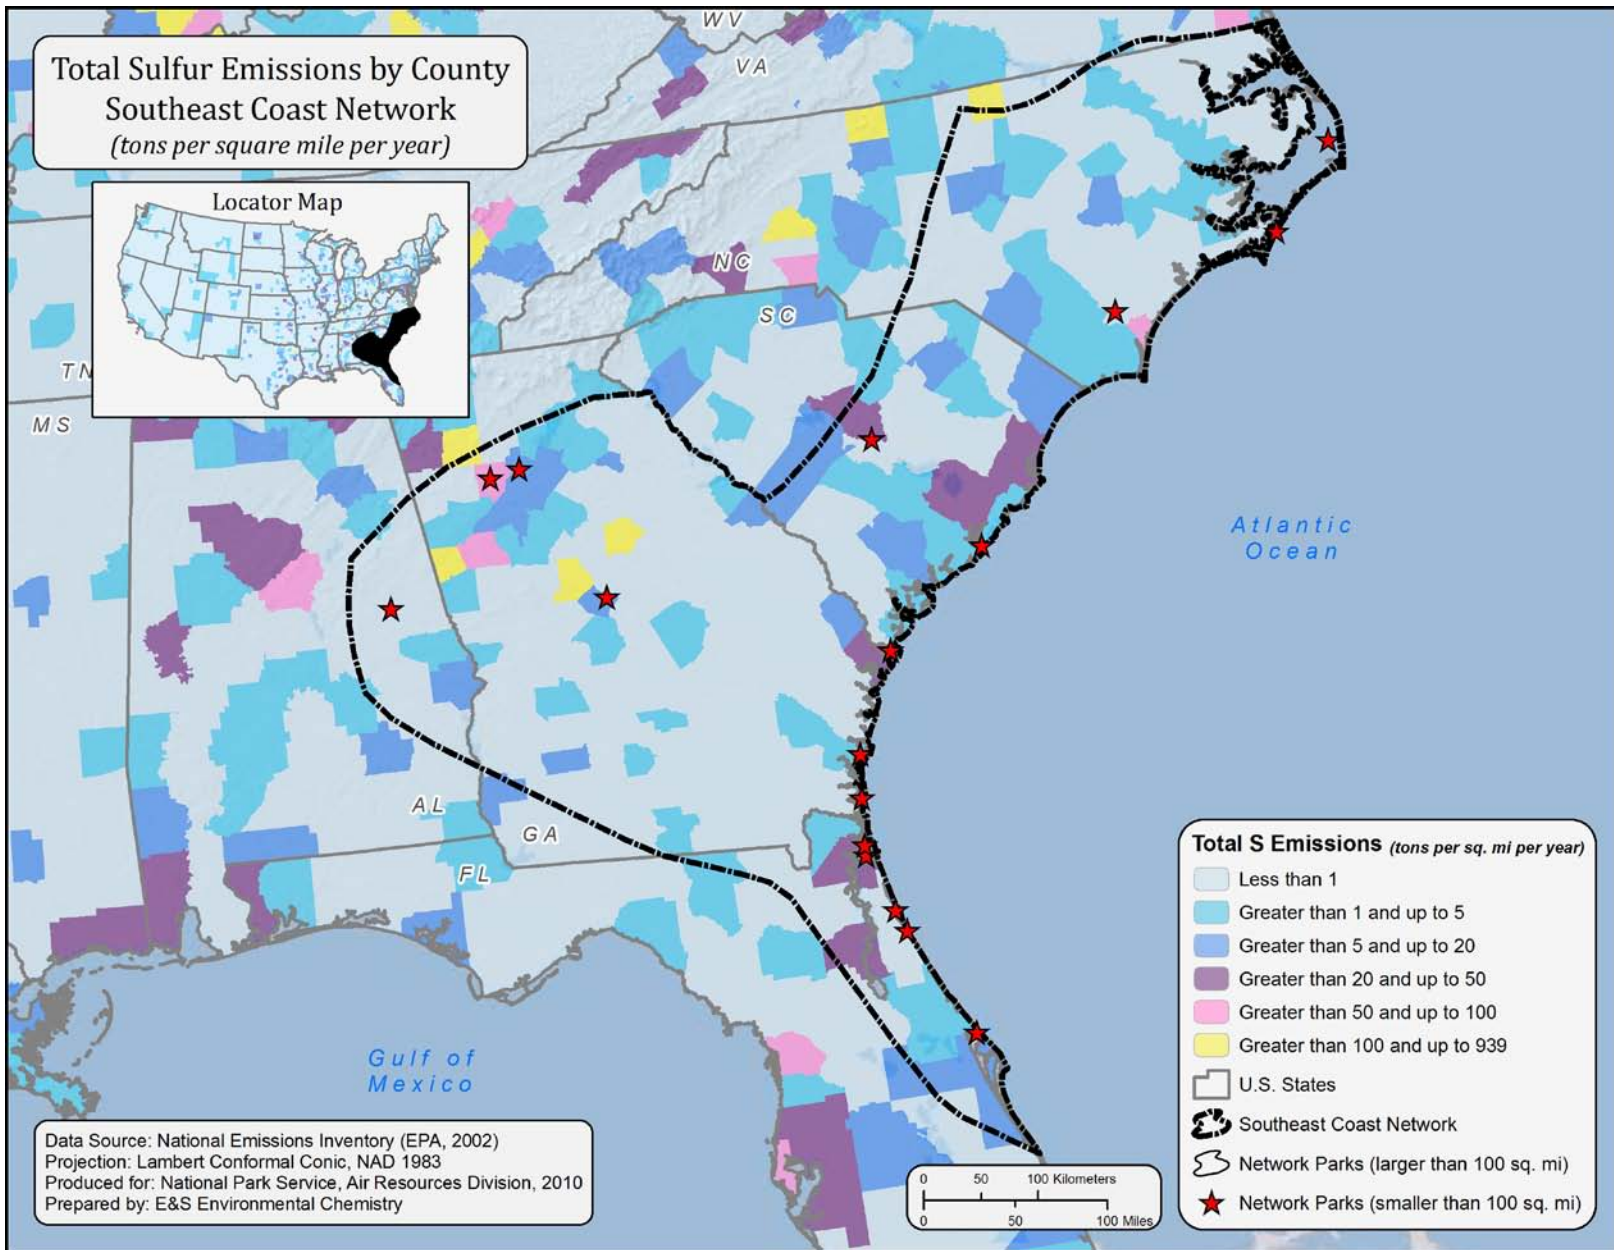 Total Sulfur Emissions by County
Southeast Coast Network
(tons per square mile per year)
Locator Map
WV
VA
NC
SC
TN
MS
AL
GA
FL
Atlantic
Ocean
Gulf of
Mexico
Total S Emissions (tons per sq. mi per year)
Less than 1
Greater than 1 and up to 5
Greater than 5 and up to 20
Greater than 20 and up to 50
Greater than 50 and up to 100
Greater than 100 and up to 939
U.S. States
Southeast Coast Network
Network Parks (larger than 100 sq. mi)
Network Parks (smaller than 100 sq. mi)
Data Source: National Emissions Inventory (EPA, 2002)
Projection: Lambert Conformal Conic, NAD 1983
Produced for: National Park Service, Air Resources Division, 2010
Prepared by: E&S Environmental Chemistry
0 50 100 Kilometers
0 50 100 Miles